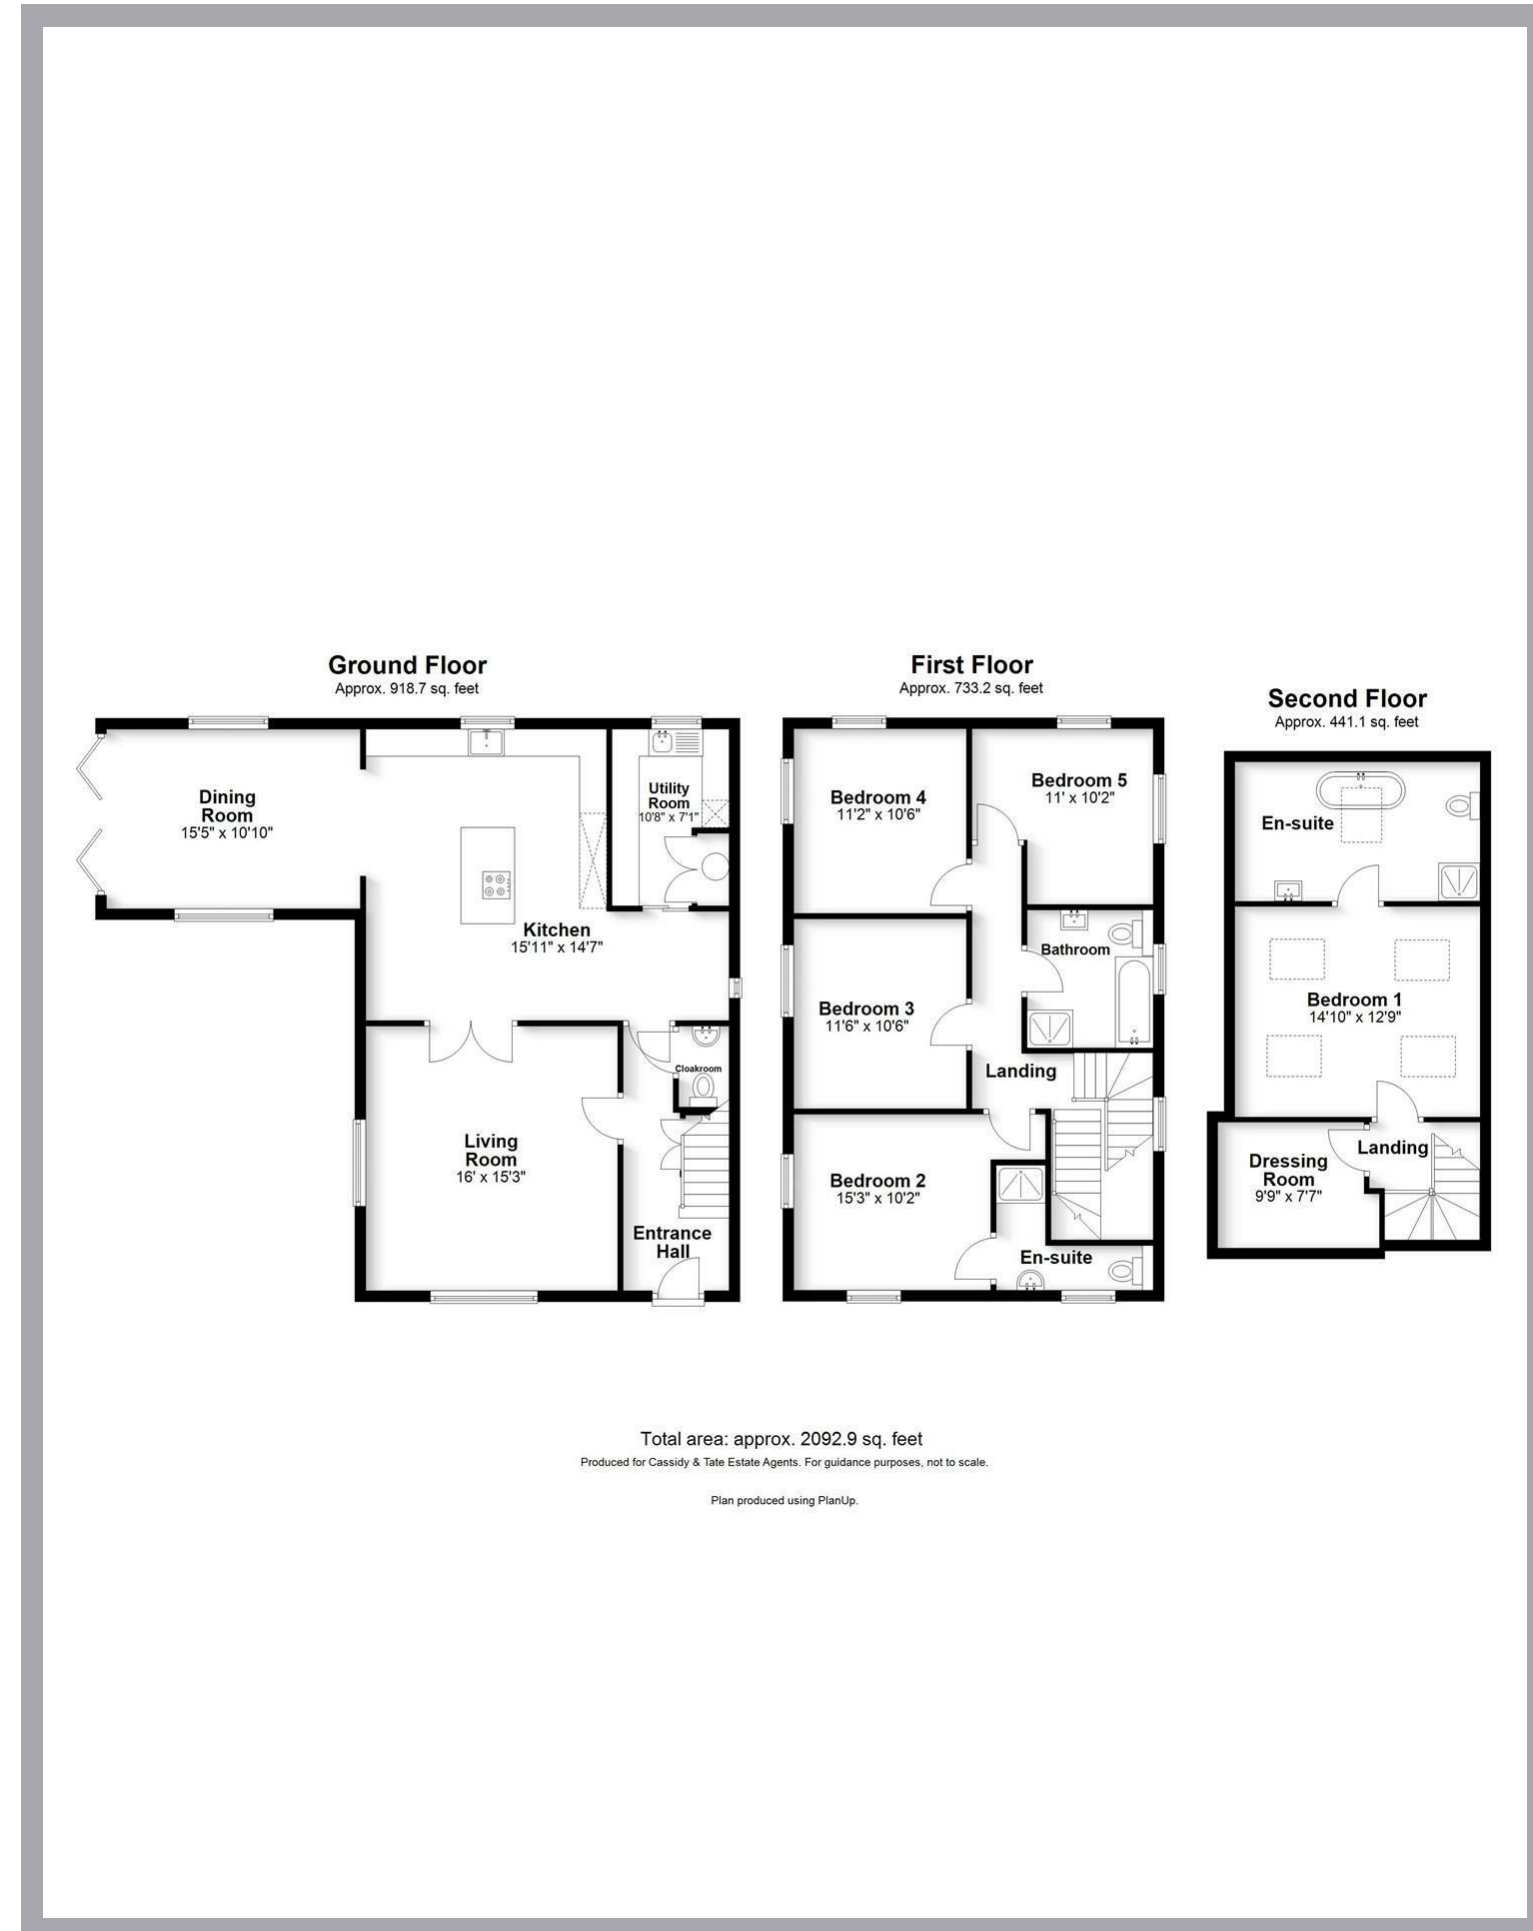 Ground Floor
Approx. 918.7 sq. feet
Dining
Room
15'5" x 10'10"
Utility
Room
10'8" x 7'1"
Kitchen
15'11" x 14'7"
Cloakroom
Living
Room
16' x 15'3"
Entrance
Hall
First Floor
Approx. 733.2 sq. feet
Bedroom 4
11'2" x 10'6"
Bedroom 5
11' x 10'2"
Bathroom
Bedroom 3
11'6" x 10'6"
Landing
Bedroom 2
15'3" x 10'2"
En-suite
Second Floor
Approx. 441.1 sq. feet
En-suite
Bedroom 1
14'10" x 12'9"
Landing
Dressing
Room
9'9" x 7'7"
Total area: approx. 2092.9 sq. feet
Produced for Cassidy & Tate Estate Agents. For guidance purposes, not to scale.
Plan produced using PlanUp.